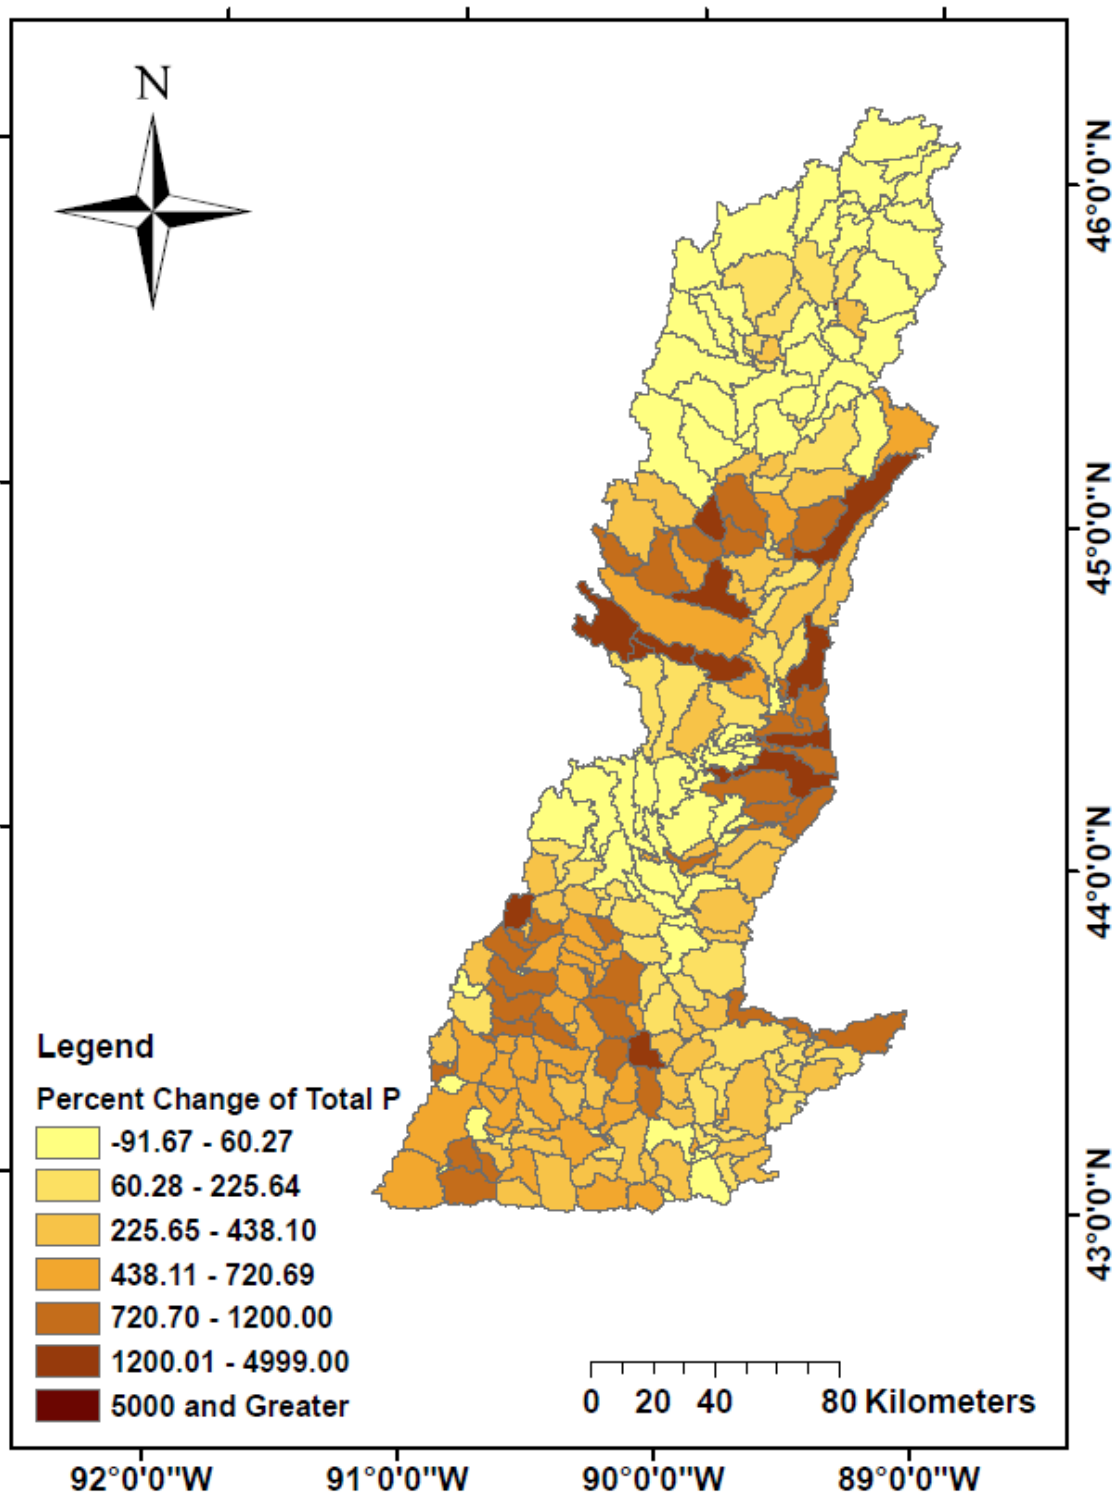 N
46°0'0"N
45°0'0"N
44°0'0"N
43°0'0"N
Legend
Percent Change of Total P
-91.67 - 60.27
60.28 - 225.64
225.65 - 438.10
438.11 - 720.69
720.70 - 1200.00
1200.01 - 4999.00
5000 and Greater
0 20 40 80 Kilometers
92°0'0"W 91°0'0"W 90°0'0"W 89°0'0"W